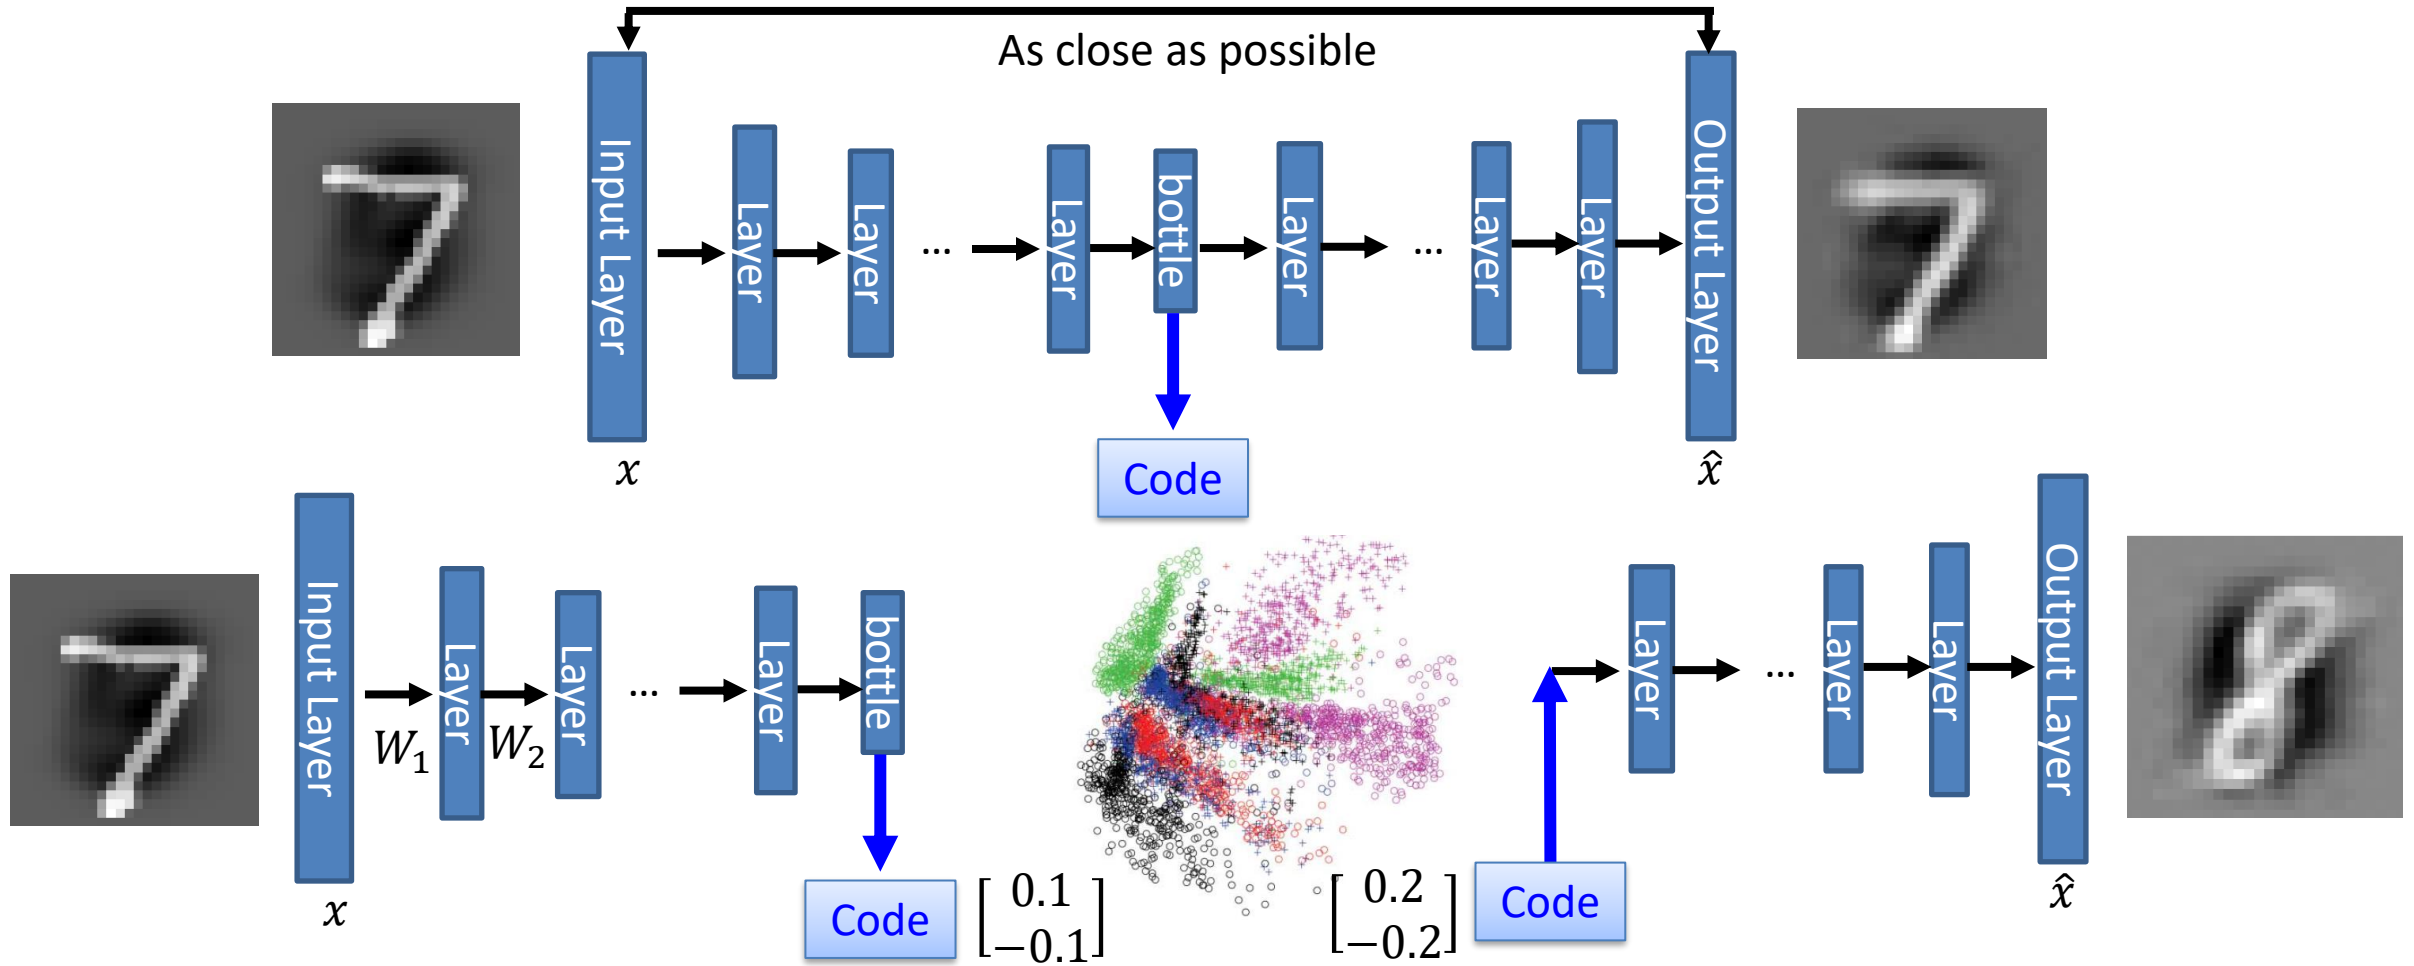 As close as possible
Input Layer
Layer
Layer
...
Layer
bottle
Layer
...
Layer
Layer
Output Layer
x
Code
x̂
Input Layer
W₁
Layer
W₂
Layer
...
Layer
bottle
x
Code
[0.1
−0.1]
[0.2
−0.2]
Code
Layer
...
Layer
Layer
Output Layer
x̂